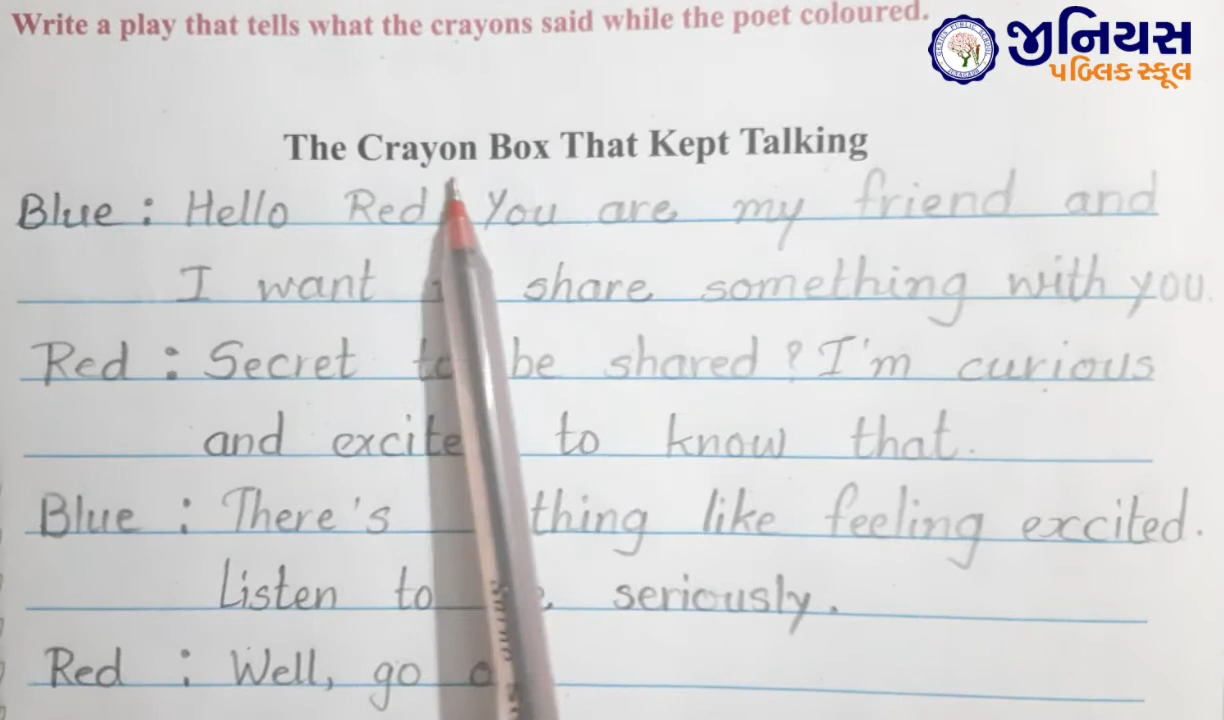 Write a play that tells what the crayons said while the poet coloured.
જીનિયસ
પબ્લિક સ્કૂલ
The Crayon Box That Kept Talking
Blue : Hello Red You are my friend and
I want share something with you.
Red : Secret to be shared ? I'm curious
and excite to know that.
Blue : There's thing like feeling excited.
Listen to seriously.
Red : Well, go